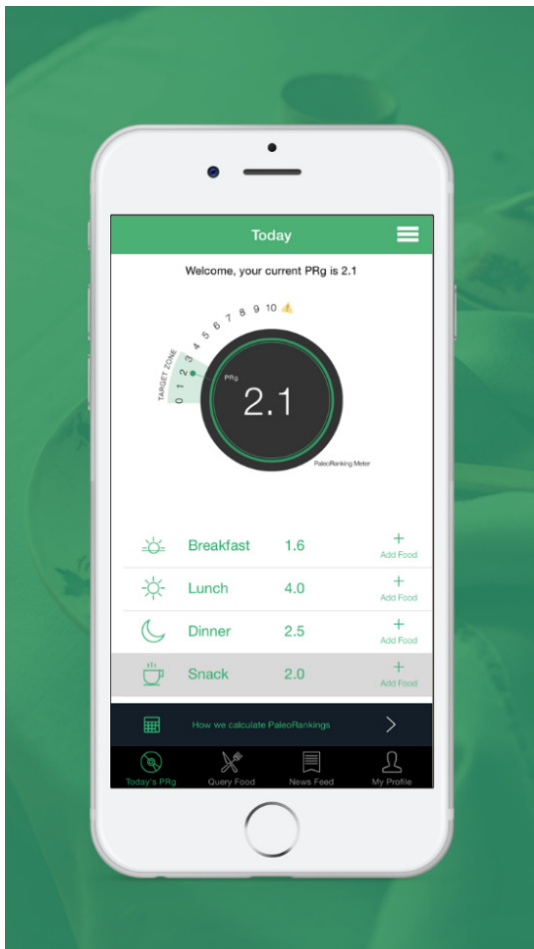 Today
Welcome, your current PRg is 2.1
TARGET ZONE
0 1 2 3 4 5 6 7 8 9 10
PRg
2.1
PaleoRanking Meter
Breakfast 1.6 + Add Food
Lunch 4.0 + Add Food
Dinner 2.5 + Add Food
Snack 2.0 + Add Food
How we calculate PaleoRankings >
Today's PRg Query Food News Feed My Profile